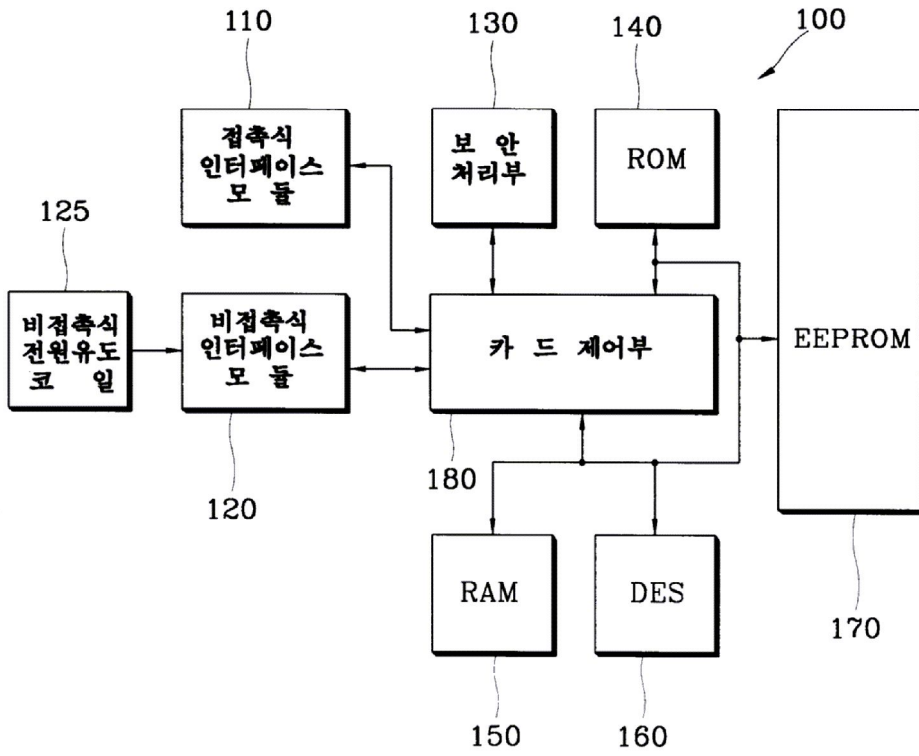 110
130
140
100
접촉식
인터페이스
모 듈
보 안
처리부
ROM
125
비접촉식
전원유도
코 일
비접촉식
인터페이스
모 듈
카 드 제어부
EEPROM
120
180
RAM
DES
170
150
160